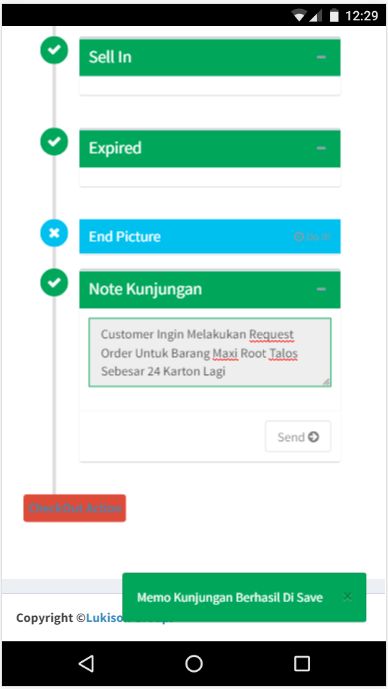 12:29
Sell In
Expired
End Picture
Note Kunjungan
Customer Ingin Melakukan Request
Order Untuk Barang Maxi Root Talos
Sebesar 24 Karton Lagi
Send
CheckOut Action
Memo Kunjungan Berhasil Di Save ×
Copyright ©